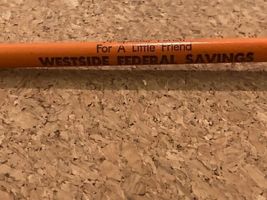 For A Little Friend
WESTSIDE FEDERAL SAVINGS